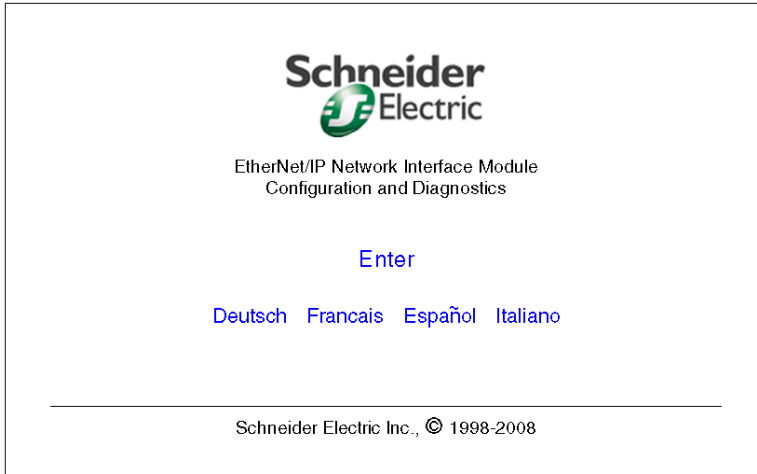 Schneider
Electric
EtherNet/IP Network Interface Module
Configuration and Diagnostics
Enter
Deutsch Francais Español Italiano
Schneider Electric Inc., © 1998-2008